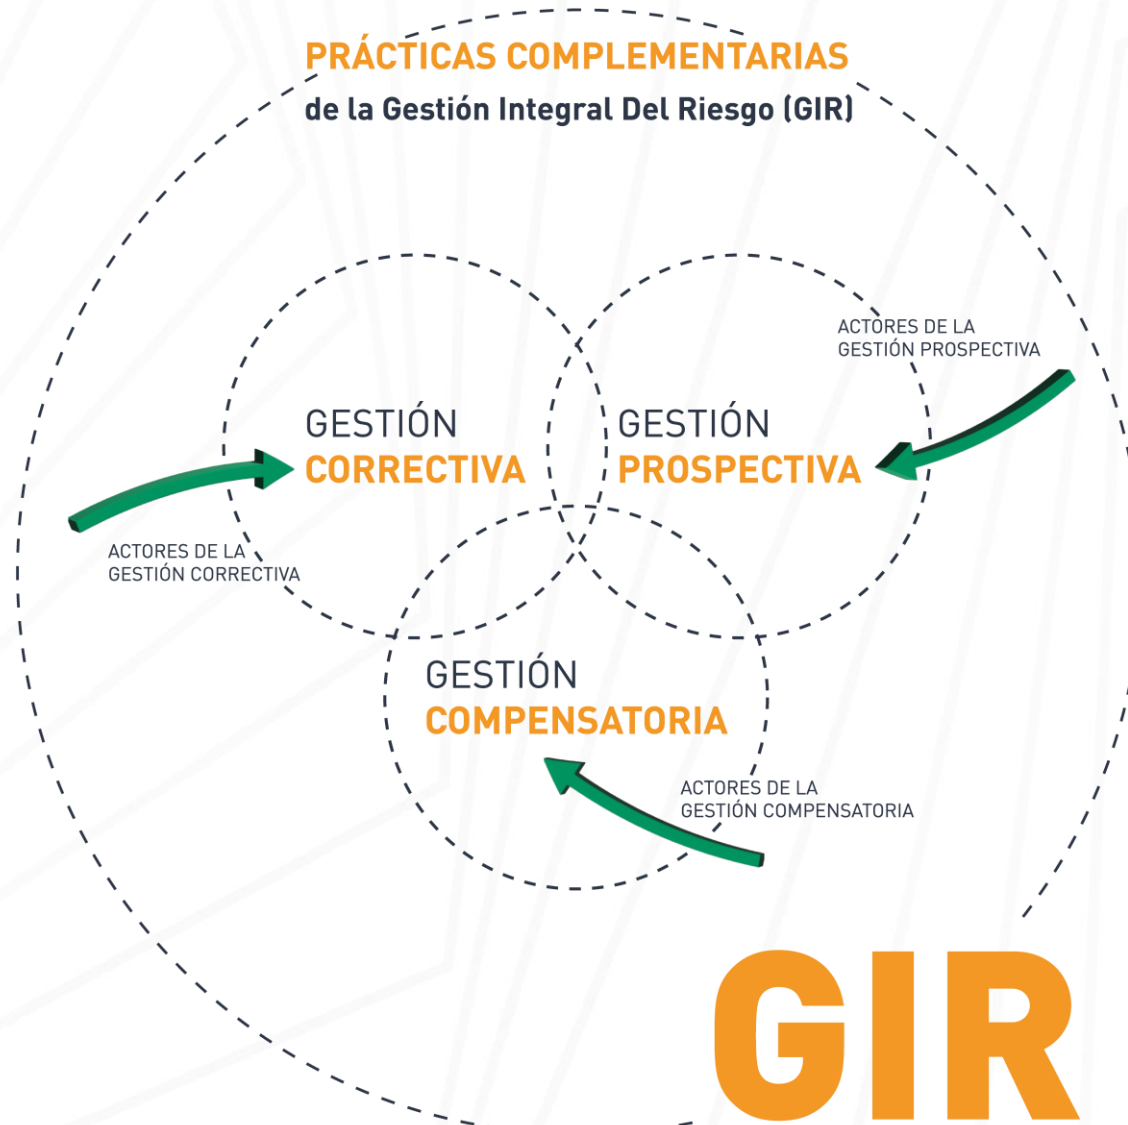 PRÁCTICAS COMPLEMENTARIAS
de la Gestión Integral Del Riesgo (GIR)
ACTORES DE LA
GESTIÓN PROSPECTIVA
GESTIÓN
CORRECTIVA
GESTIÓN
PROSPECTIVA
ACTORES DE LA
GESTIÓN CORRECTIVA
GESTIÓN
COMPENSATORIA
ACTORES DE LA
GESTIÓN COMPENSATORIA
GIR